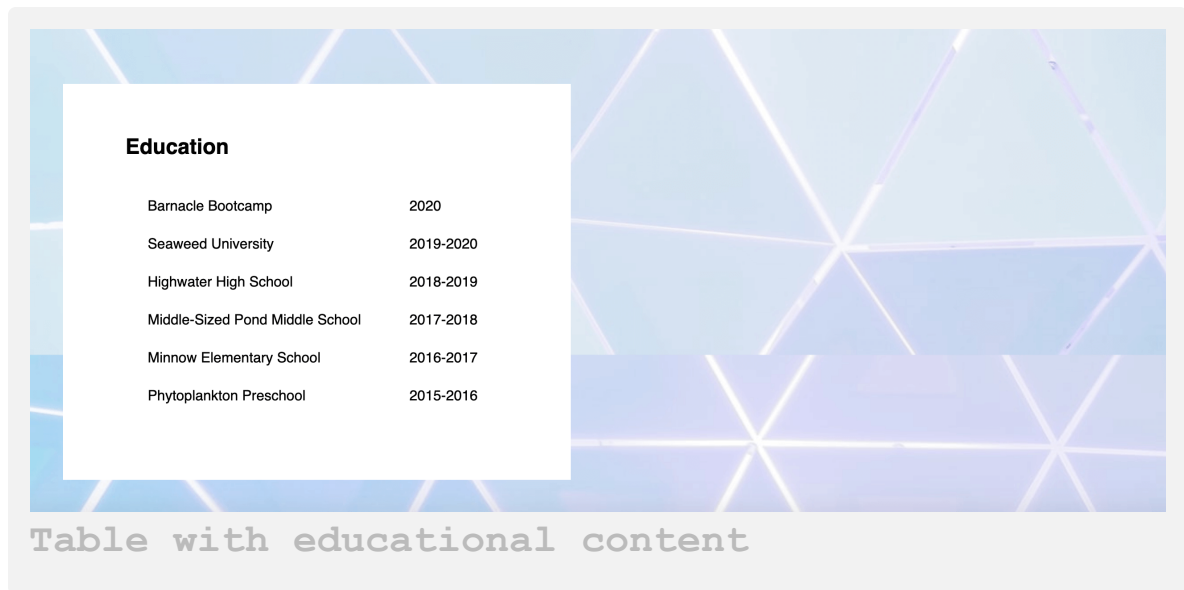 Education
Barnacle Bootcamp 2020
Seaweed University 2019-2020
Highwater High School 2018-2019
Middle-Sized Pond Middle School 2017-2018
Minnow Elementary School 2016-2017
Phytoplankton Preschool 2015-2016
Table with educational content